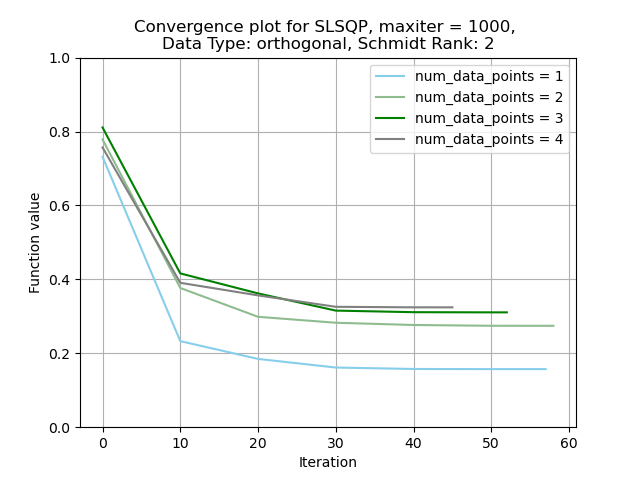 Convergence plot for SLSQP, maxiter = 1000,
Data Type: orthogonal, Schmidt Rank: 2
1.0
0.8
0.6
0.4
0.2
0.0
Function value
num_data_points = 1
num_data_points = 2
num_data_points = 3
num_data_points = 4
0 10 20 30 40 50 60
Iteration